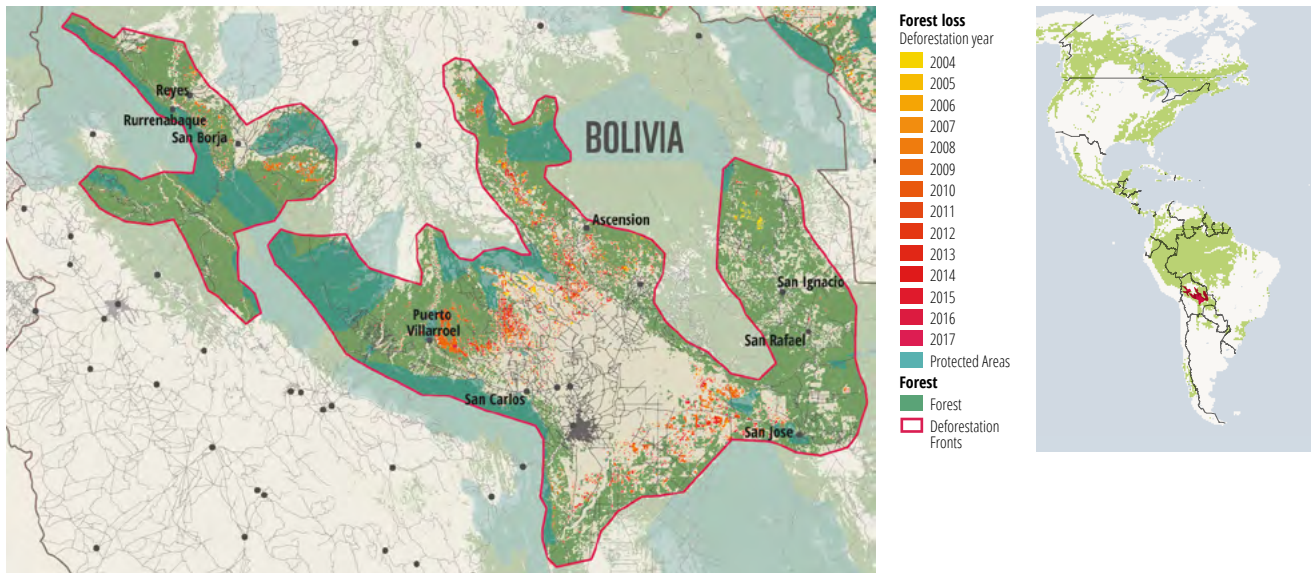 Reyes
Rurrenabaque
San Borja
BOLIVIA
Ascension
San Ignacio
Puerto
Villarroel
San Rafael
San Carlos
San Jose
Forest loss
Deforestation year
2004
2005
2006
2007
2008
2009
2010
2011
2012
2013
2014
2015
2016
2017
Protected Areas
Forest
Forest
Deforestation
Fronts